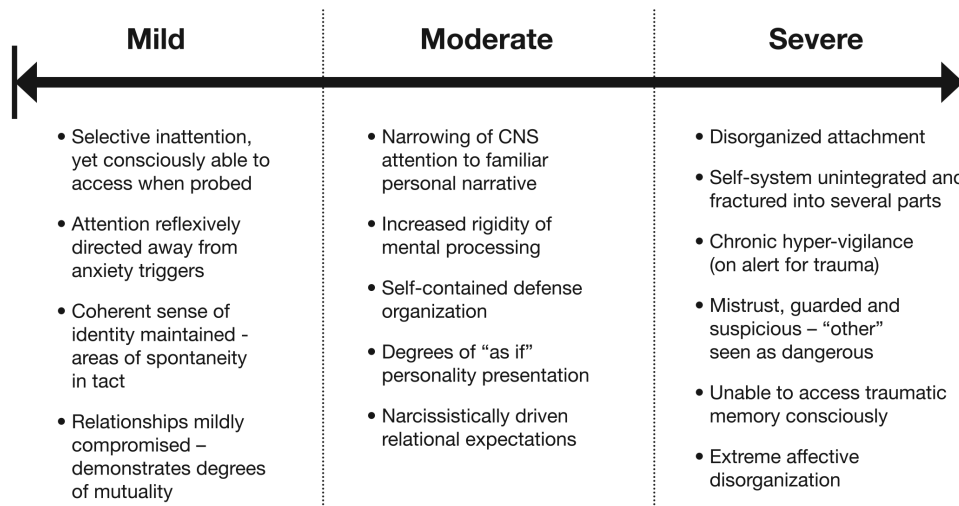 Mild
Moderate
Severe
• Selective inattention,
yet consciously able to
access when probed
• Attention reflexively
directed away from
anxiety triggers
• Coherent sense of
identity maintained -
areas of spontaneity
in tact
• Relationships mildly
compromised –
demonstrates degrees
of mutuality
• Narrowing of CNS
attention to familiar
personal narrative
• Increased rigidity of
mental processing
• Self-contained defense
organization
• Degrees of “as if”
personality presentation
• Narcissistically driven
relational expectations
• Disorganized attachment
• Self-system unintegrated and
fractured into several parts
• Chronic hyper-vigilance
(on alert for trauma)
• Mistrust, guarded and
suspicious – “other”
seen as dangerous
• Unable to access traumatic
memory consciously
• Extreme affective
disorganization